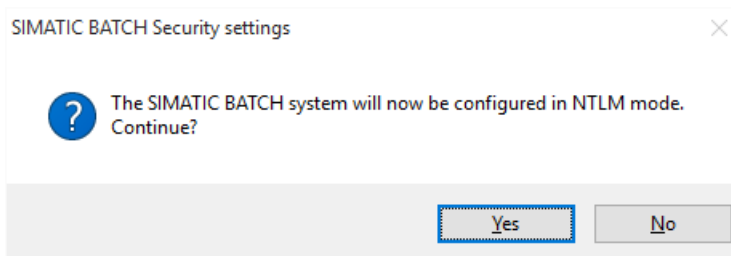 SIMATIC BATCH Security settings
The SIMATIC BATCH system will now be configured in NTLM mode.
Continue?
Yes
No